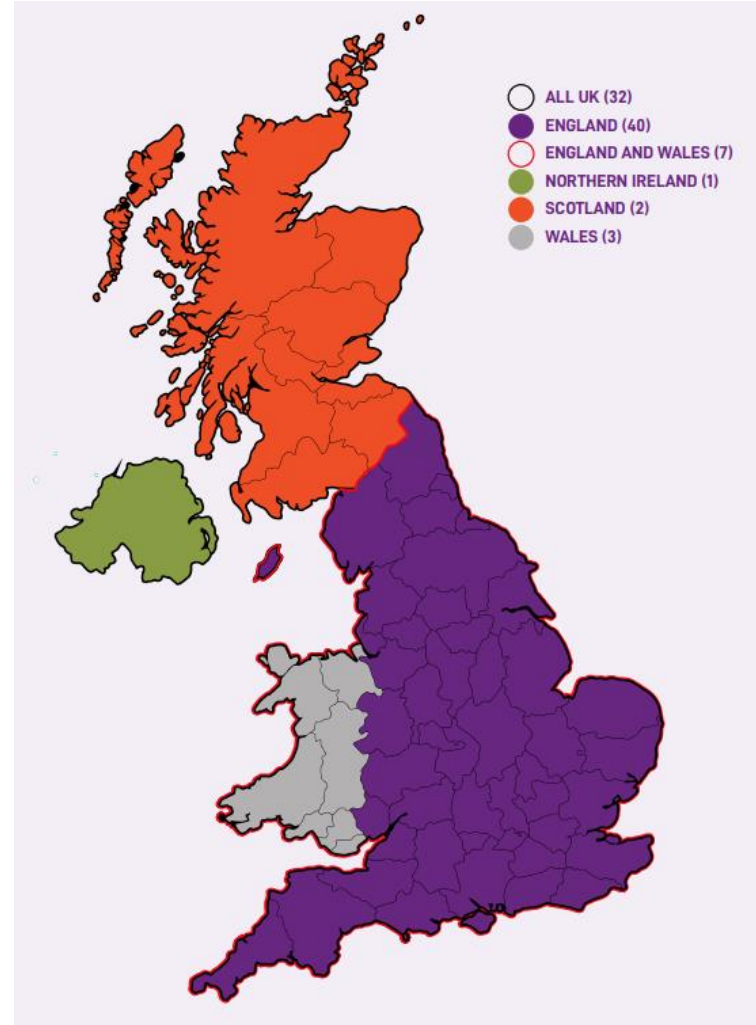 ALL UK (32)
ENGLAND (40)
ENGLAND AND WALES (7)
NORTHERN IRELAND (1)
SCOTLAND (2)
WALES (3)